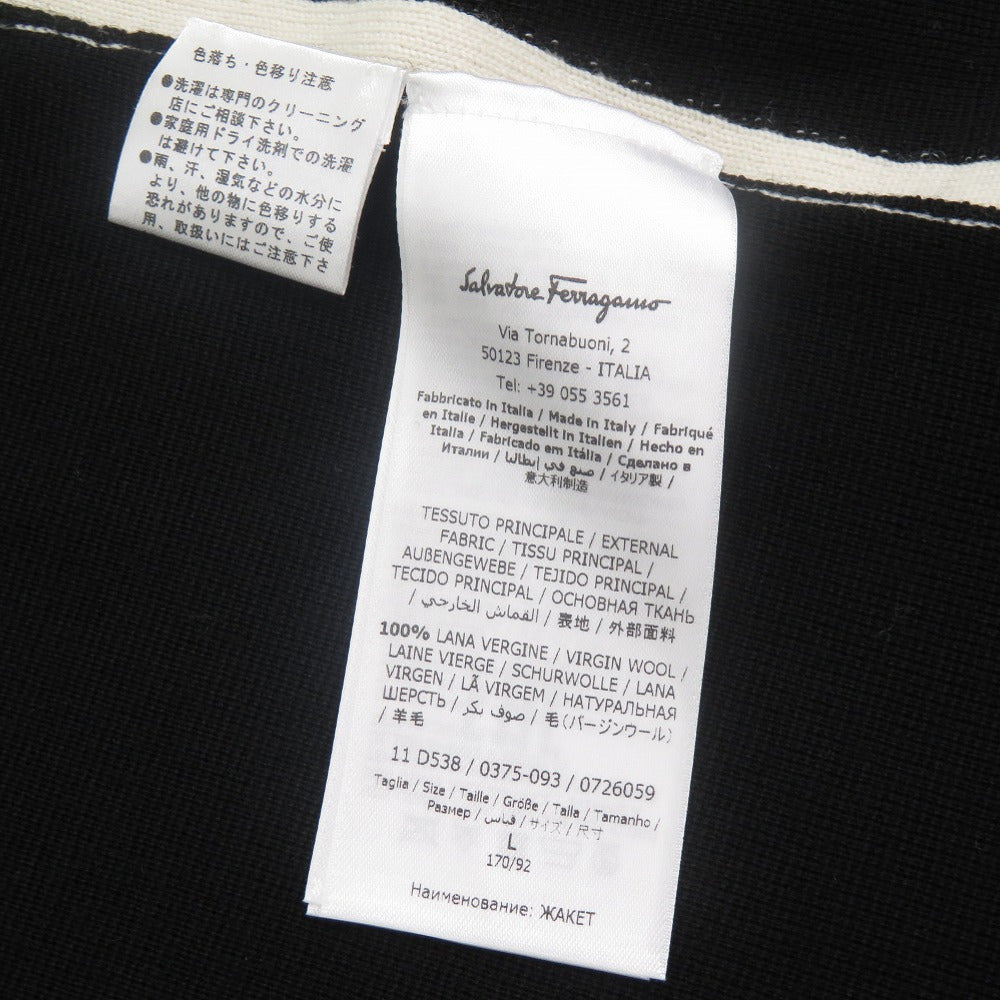 色落ち・色移り注意
●洗濯は専門のクリーニング
店にご相談下さい。
●家庭用ドライ洗剤での洗濯
は避けて下さい。
●雨、汗、湿気などの水分に
より、他の物に色移りする
恐れがありますので、ご使
用、取扱いにはご注意下さ
Salvatore Ferragamo
Via Tornabuoni, 2
50123 Firenze - ITALIA
Tel: +39 055 3561
Fabbricato in Italia / Made in Italy / Fabriqué
en Italie / Hergestellt in Italien / Hecho en
Italia / Fabricado em Itália / Сделано в
Италии / صنع في إيطاليا / イタリア製 /
意大利制造
TESSUTO PRINCIPALE / EXTERNAL
FABRIC / TISSU PRINCIPAL /
AUßENGEWEBE / TEJIDO PRINCIPAL /
TECIDO PRINCIPAL / ОСНОВНАЯ ТКАНЬ
/ القماش الخارجي / 表地 / 外部面料
100% LANA VERGINE / VIRGIN WOOL /
LAINE VIERGE / SCHURWOLLE / LANA
VIRGEN / LÃ VIRGEM / НАТУРАЛЬНАЯ
ШЕРСТЬ / صوف بكر / 毛(バージンウール)
/ 羊毛
11 D538 / 0375-093 / 0726059
Taglia / Size / Taille / Größe / Talla / Tamanho /
Размер / قياس / サイズ / 尺寸
L
170/92
Наименование: ЖАКЕТ